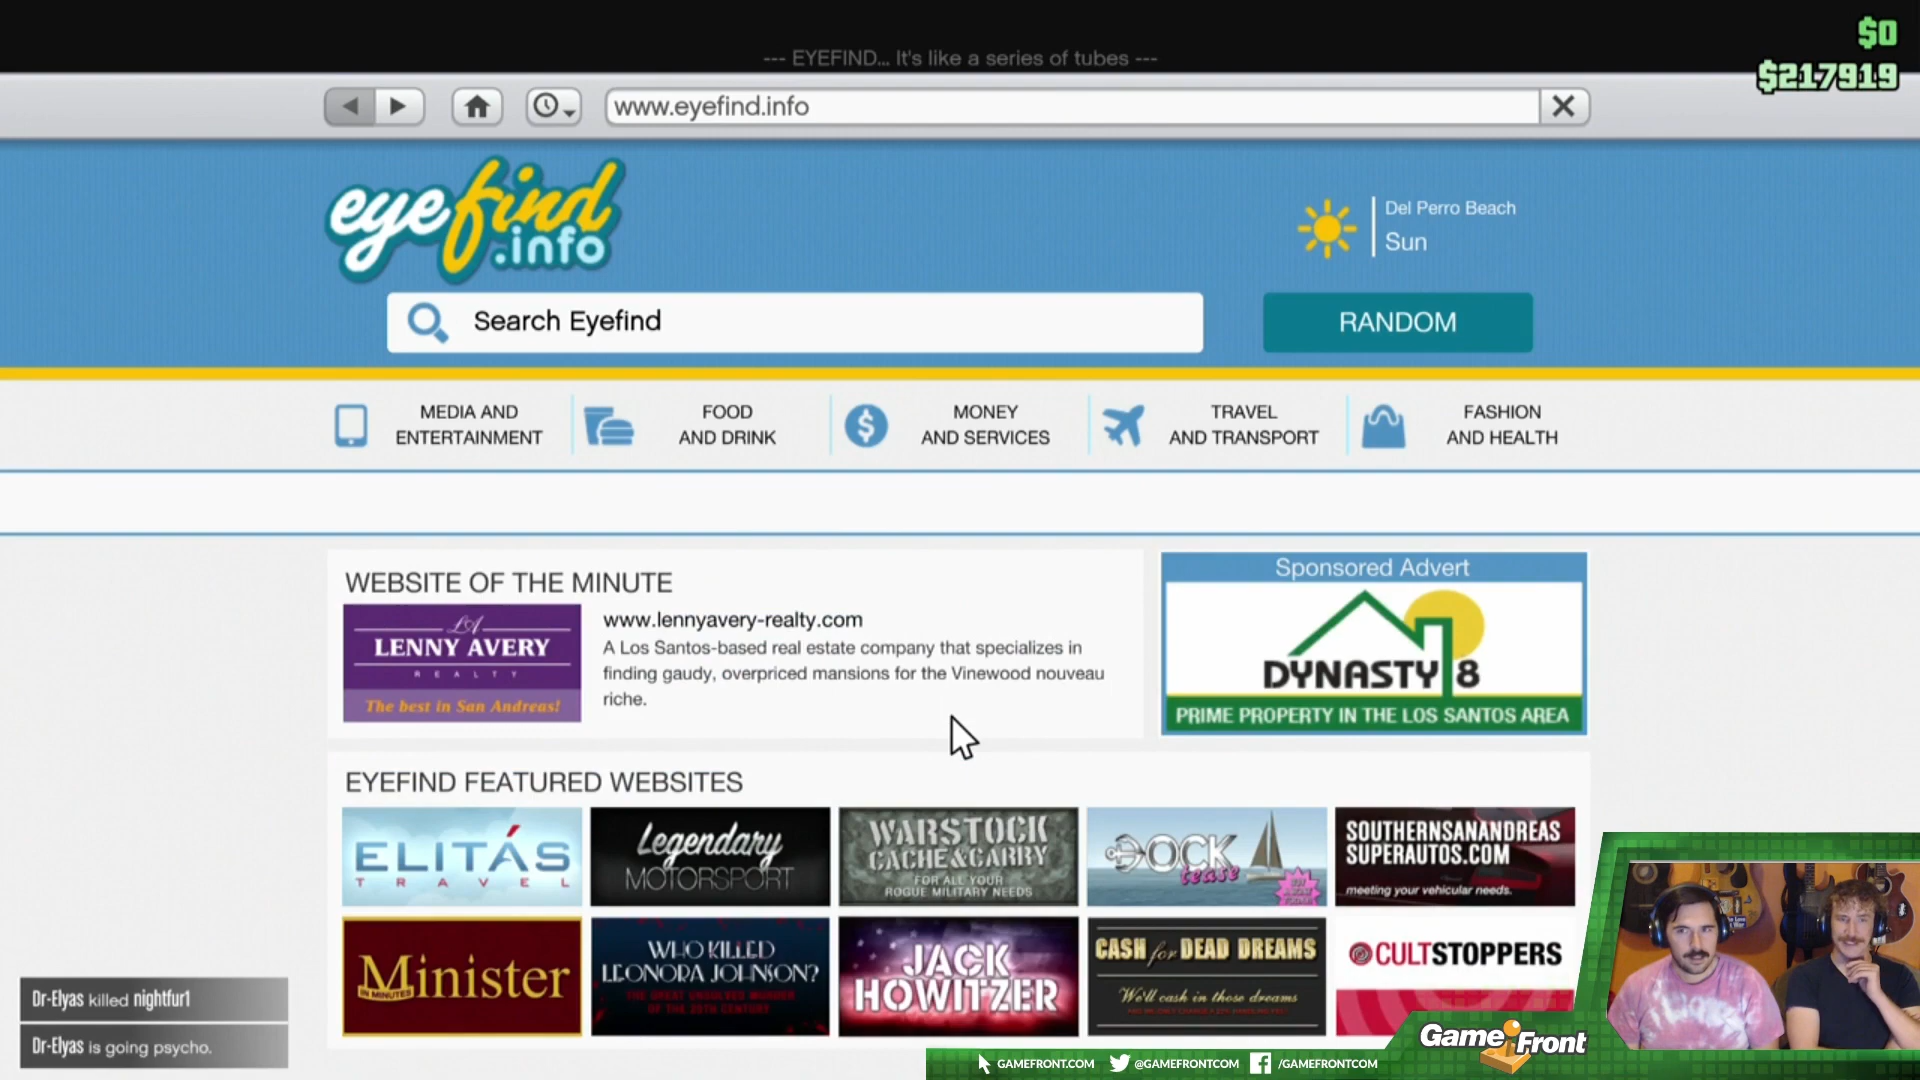 $0
--- EYEFIND... It's like a series of tubes ---
$217919
www.eyefind.info
eyefind
.info
Del Perro Beach
Sun
Search Eyefind
RANDOM
MEDIA AND
ENTERTAINMENT
FOOD
AND DRINK
MONEY
AND SERVICES
TRAVEL
AND TRANSPORT
FASHION
AND HEALTH
WEBSITE OF THE MINUTE
LA
LENNY AVERY
REALTY
The best in San Andreas!
www.lennyavery-realty.com
A Los Santos-based real estate company that specializes in
finding gaudy, overpriced mansions for the Vinewood nouveau
riche.
Sponsored Advert
DYNASTY 8
PRIME PROPERTY IN THE LOS SANTOS AREA
EYEFIND FEATURED WEBSITES
ELITÁS
TRAVEL
Legendary
MOTORSPORT
WARSTOCK
CACHE&CARRY
FOR ALL YOUR
ROGUE MILITARY NEEDS
DOCK
tease
SOUTHERNSANANDREAS
SUPERAUTOS.COM
meeting your vehicular needs.
Minister
IN MINUTES
WHO KILLED
LEONORA JOHNSON?
THE GREAT UNSOLVED MURDER
OF THE 20TH CENTURY
JACK
HOWITZER
CASH for DEAD DREAMS
We'll cash in those dreams
CULTSTOPPERS
Dr-Elyas killed nightfur1
Dr-Elyas is going psycho.
GameFront
GAMEFRONT.COM
@GAMEFRONTCOM
/GAMEFRONTCOM